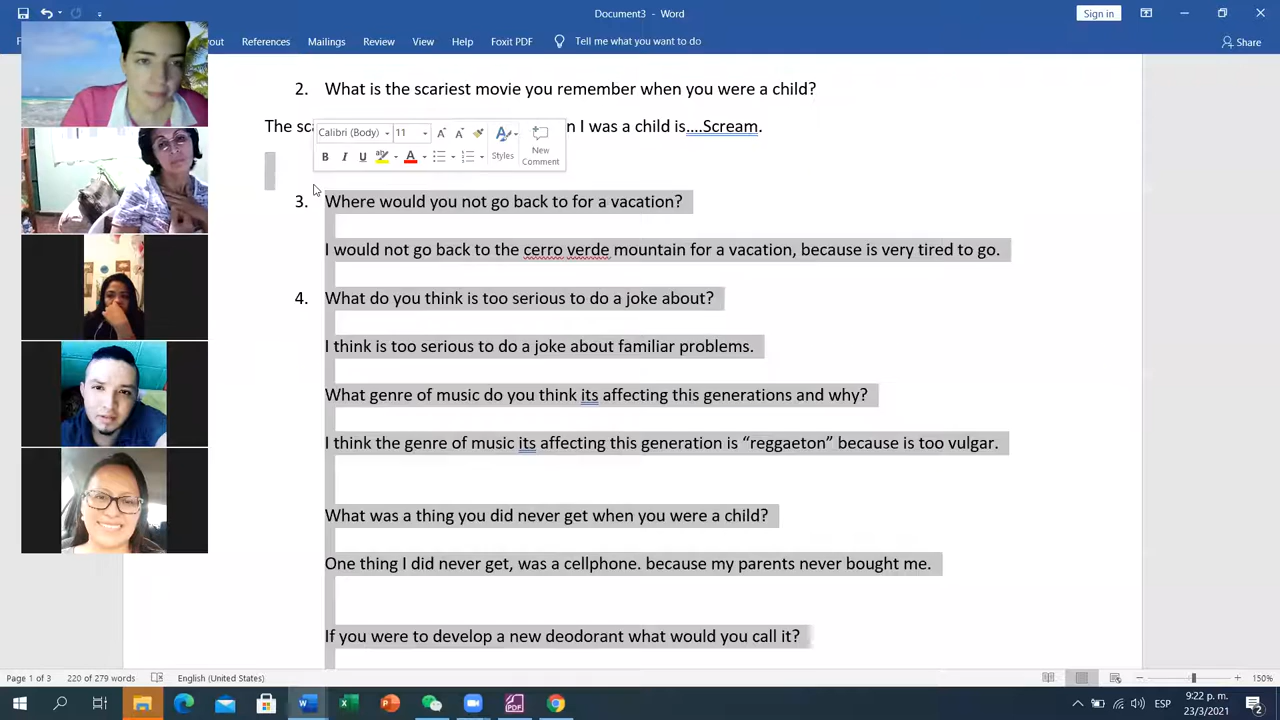 Document3 - Word
Sign in
out References Mailings Review View Help Foxit PDF Tell me what you want to do Share
2. What is the scariest movie you remember when you were a child?
The sca n I was a child is....Scream.
Calibri (Body) 11
Styles New Comment
3. Where would you not go back to for a vacation?
I would not go back to the cerro verde mountain for a vacation, because is very tired to go.
4. What do you think is too serious to do a joke about?
I think is too serious to do a joke about familiar problems.
What genre of music do you think its affecting this generations and why?
I think the genre of music its affecting this generation is “reggaeton” because is too vulgar.
What was a thing you did never get when you were a child?
One thing I did never get, was a cellphone. because my parents never bought me.
If you were to develop a new deodorant what would you call it?
Page 1 of 3 220 of 279 words English (United States) 150%
ESP 9:22 p. m.
23/3/2021